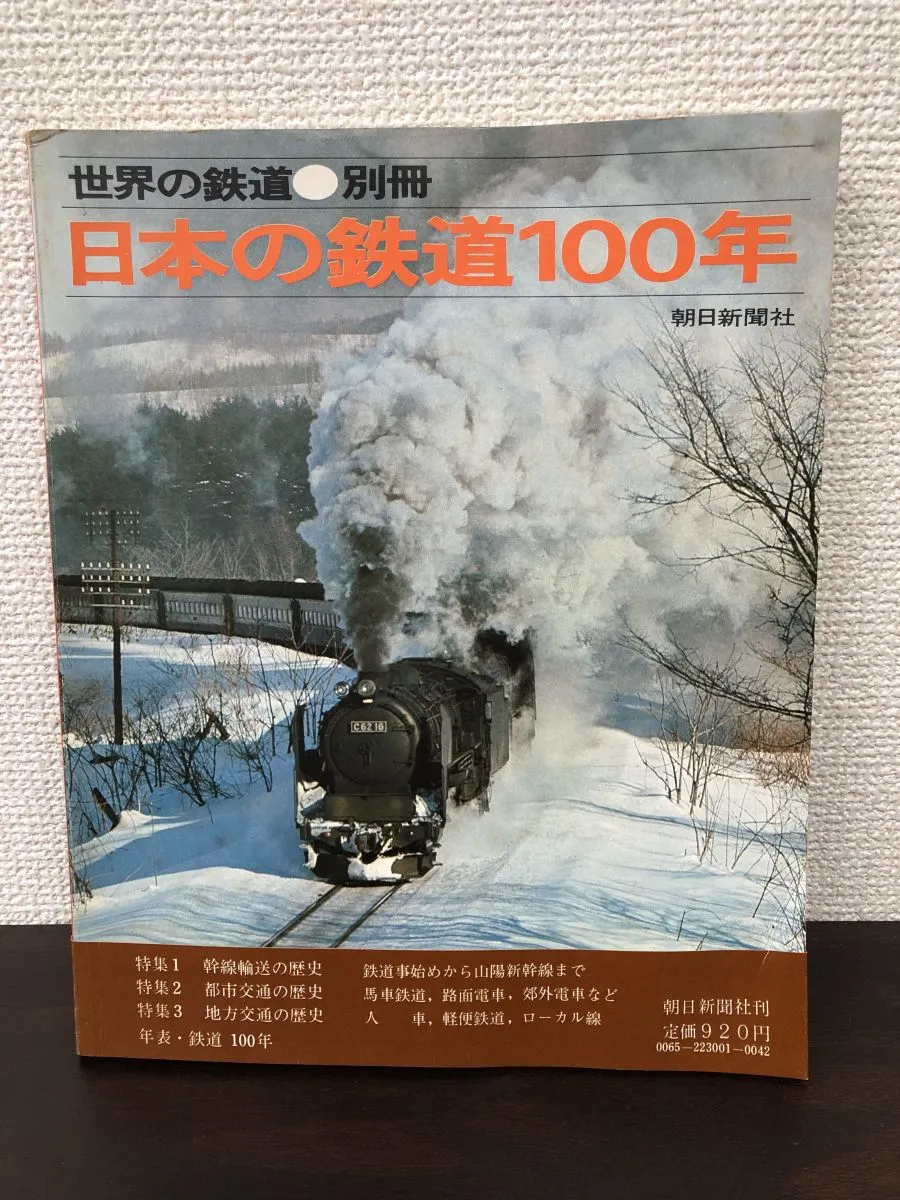 世界の鉄道●別冊
日本の鉄道100年
朝日新聞社
C62 16
特集1 幹線輸送の歴史 鉄道事始めから山陽新幹線まで
特集2 都市交通の歴史 馬車鉄道，路面電車，郊外電車など
特集3 地方交通の歴史 人　車，軽便鉄道，ローカル線
年表・鉄道 100年
朝日新聞社刊
定価920円
0065－223001－0042